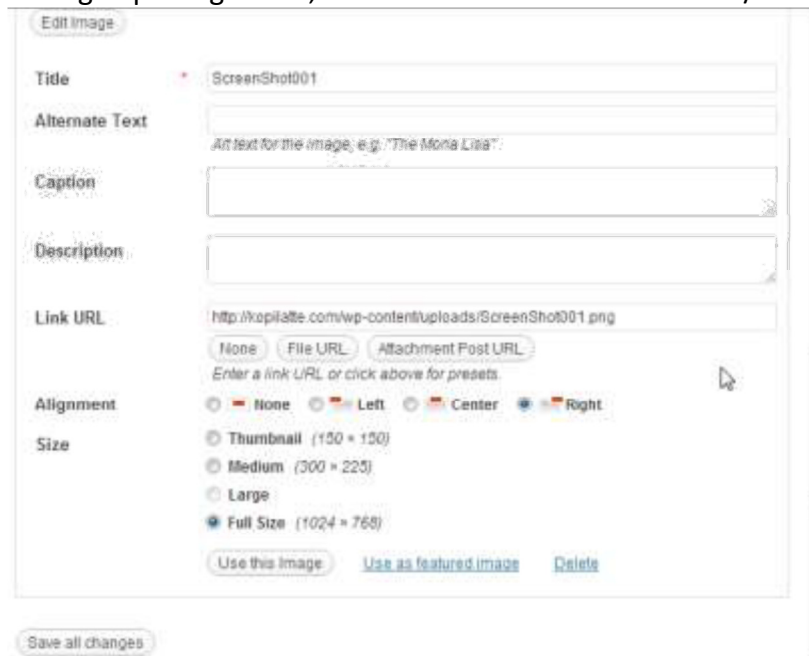 Edit Image
Title * ScreenShot001
Alternate Text
Alt text for the image, e.g. "The Mona Lisa"
Caption
Description
Link URL http://kopilatte.com/wp-content/uploads/ScreenShot001.png
None File URL Attachment Post URL
Enter a link URL or click above for presets.
Alignment None Left Center Right
Size Thumbnail (150 × 150)
Medium (300 × 225)
Large
Full Size (1024 × 768)
Use this Image Use as featured image Delete
Save all changes